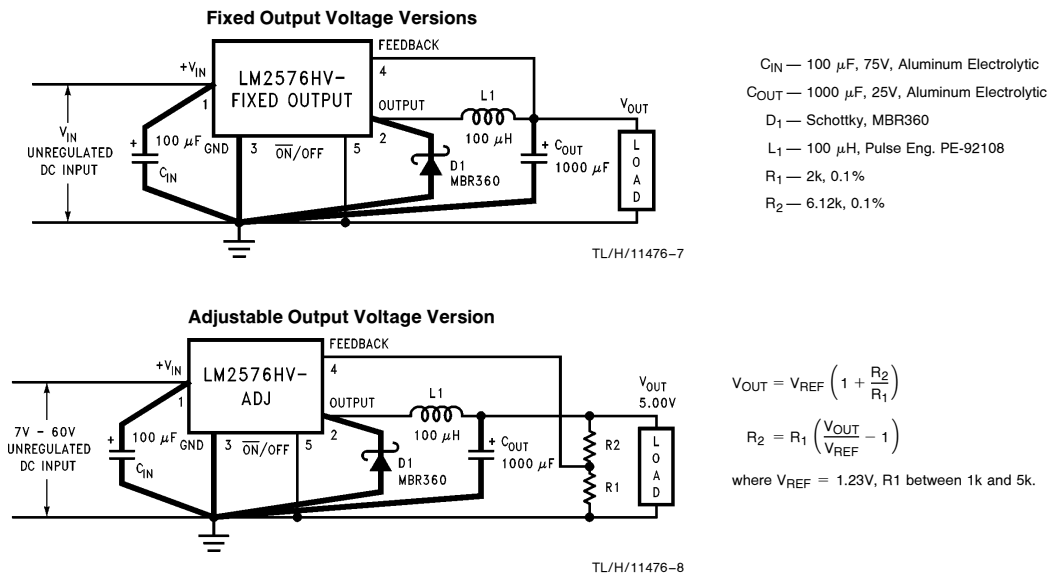 Fixed Output Voltage Versions
FEEDBACK
+VIN
4
LM2576HV–
FIXED OUTPUT
1
OUTPUT
2
L1
100 μH
VOUT
VIN
UNREGULATED
DC INPUT
+
100 μF
CIN
GND
3
ON/OFF
5
D1
MBR360
+
COUT
1000 μF
LOAD
TL/H/11476–7
CIN — 100 μF, 75V, Aluminum Electrolytic
COUT — 1000 μF, 25V, Aluminum Electrolytic
D1 — Schottky, MBR360
L1 — 100 μH, Pulse Eng. PE-92108
R1 — 2k, 0.1%
R2 — 6.12k, 0.1%
Adjustable Output Voltage Version
FEEDBACK
+VIN
4
LM2576HV–
ADJ
1
OUTPUT
2
L1
100 μH
VOUT
5.00V
7V – 60V
UNREGULATED
DC INPUT
+
100 μF
CIN
GND
3
ON/OFF
5
D1
MBR360
+
COUT
1000 μF
R2
R1
LOAD
TL/H/11476–8
VOUT = VREF (1 + R2/R1)
R2 = R1 (VOUT/VREF − 1)
where VREF = 1.23V, R1 between 1k and 5k.